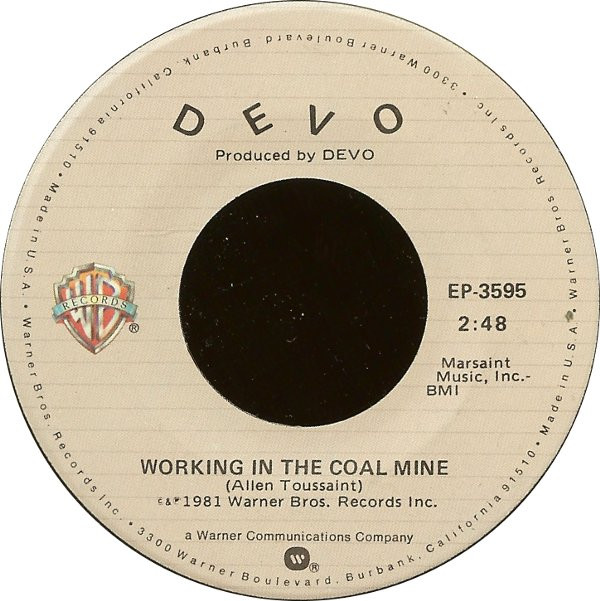 DEVO
Produced by DEVO
WB
RECORDS
®
EP-3595
2:48
Marsaint
Music, Inc.-
BMI
WORKING IN THE COAL MINE
(Allen Toussaint)
©&℗1981 Warner Bros. Records Inc.
a Warner Communications Company
W®
Warner Bros. Records Inc. • 3300 Warner Boulevard, Burbank, California 91510 • Made in U.S.A. • Warner Bros. Records Inc. • 3300 Warner Boulevard, Burbank, California 91510 • Made in U.S.A. •